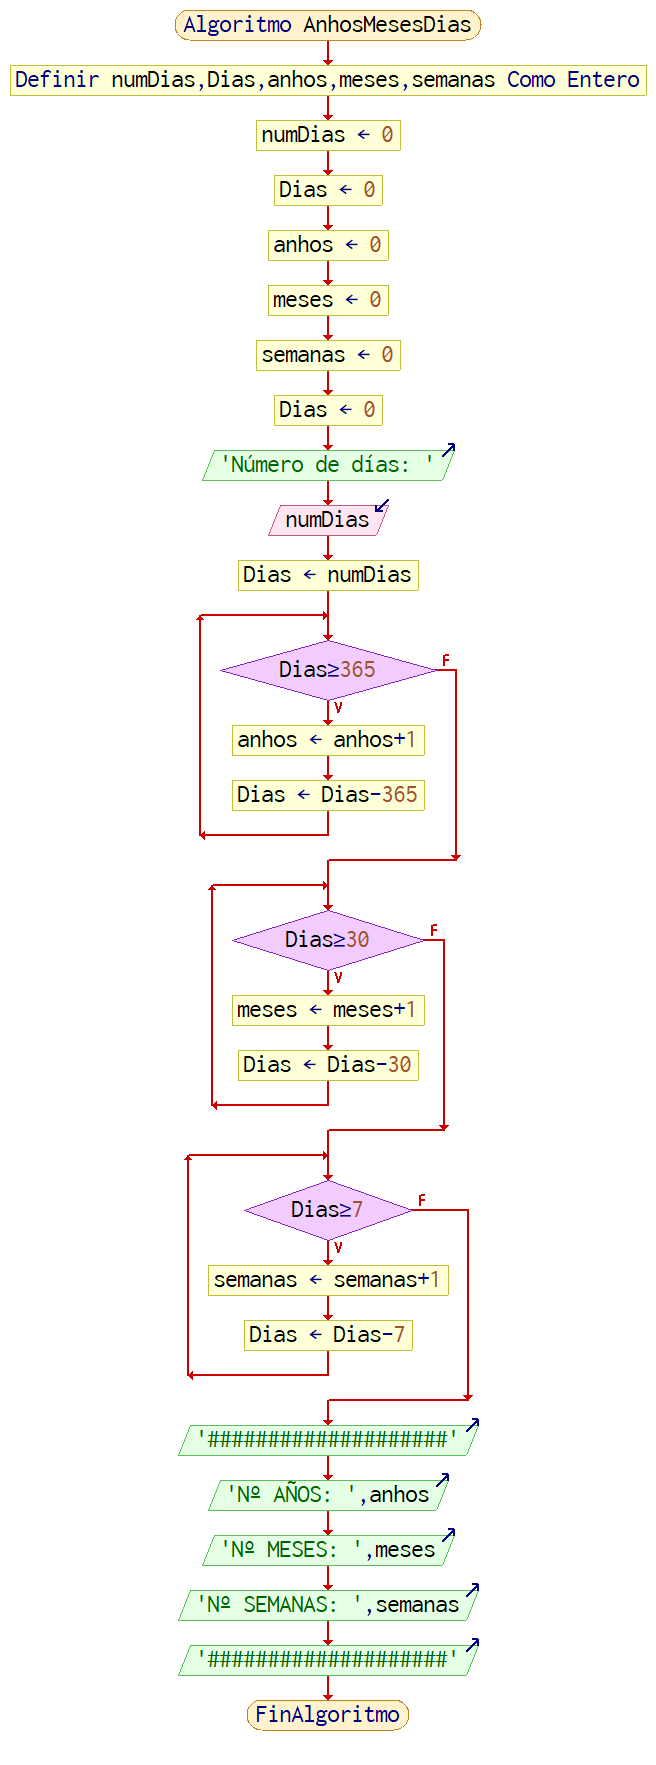 Algoritmo AnhosMesesDias
Definir numDias,Dias,anhos,meses,semanas Como Entero
numDias ← 0
Dias ← 0
anhos ← 0
meses ← 0
semanas ← 0
Dias ← 0
'Número de días: '
numDias
Dias ← numDias
Dias≥365
F
V
anhos ← anhos+1
Dias ← Dias-365
Dias≥30
F
V
meses ← meses+1
Dias ← Dias-30
Dias≥7
F
V
semanas ← semanas+1
Dias ← Dias-7
'####################'
'Nº AÑOS: ',anhos
'Nº MESES: ',meses
'Nº SEMANAS: ',semanas
'####################'
FinAlgoritmo